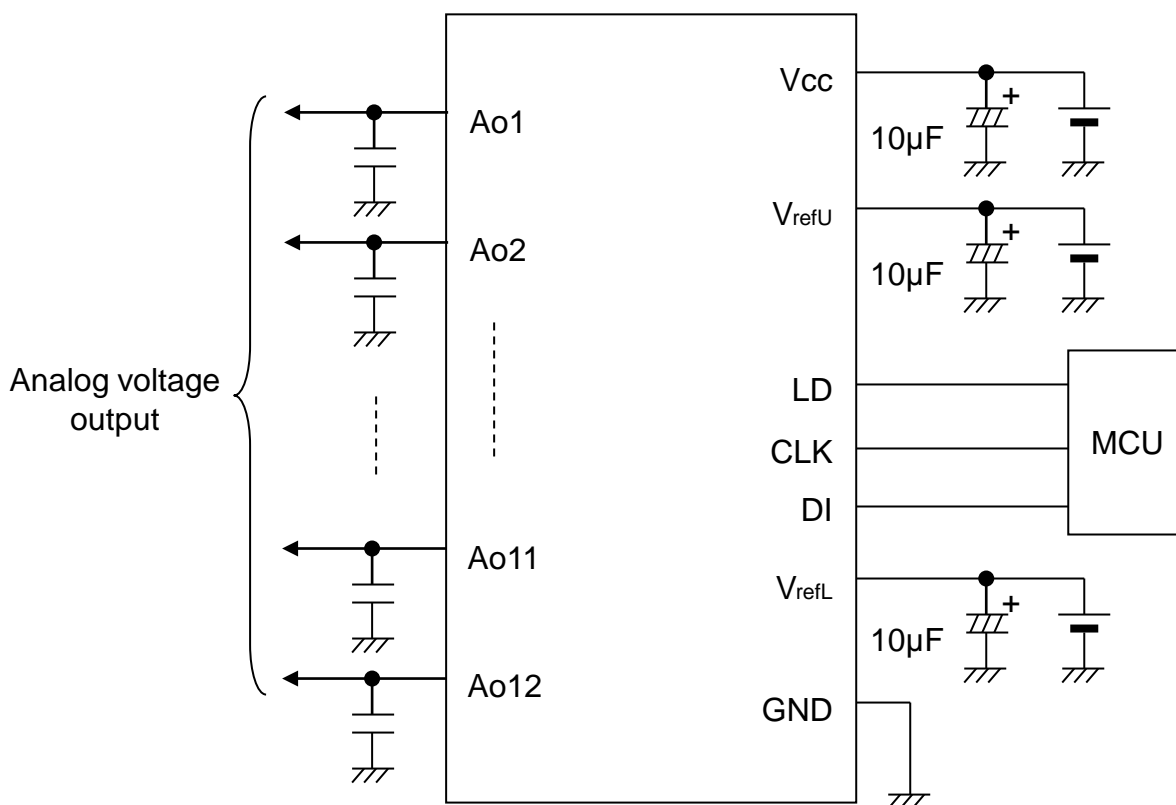 Analog voltage
output
Ao1
Ao2
Ao11
Ao12
Vcc
+
10µF
VrefU
+
10µF
LD
CLK
DI
MCU
VrefL
+
10µF
GND